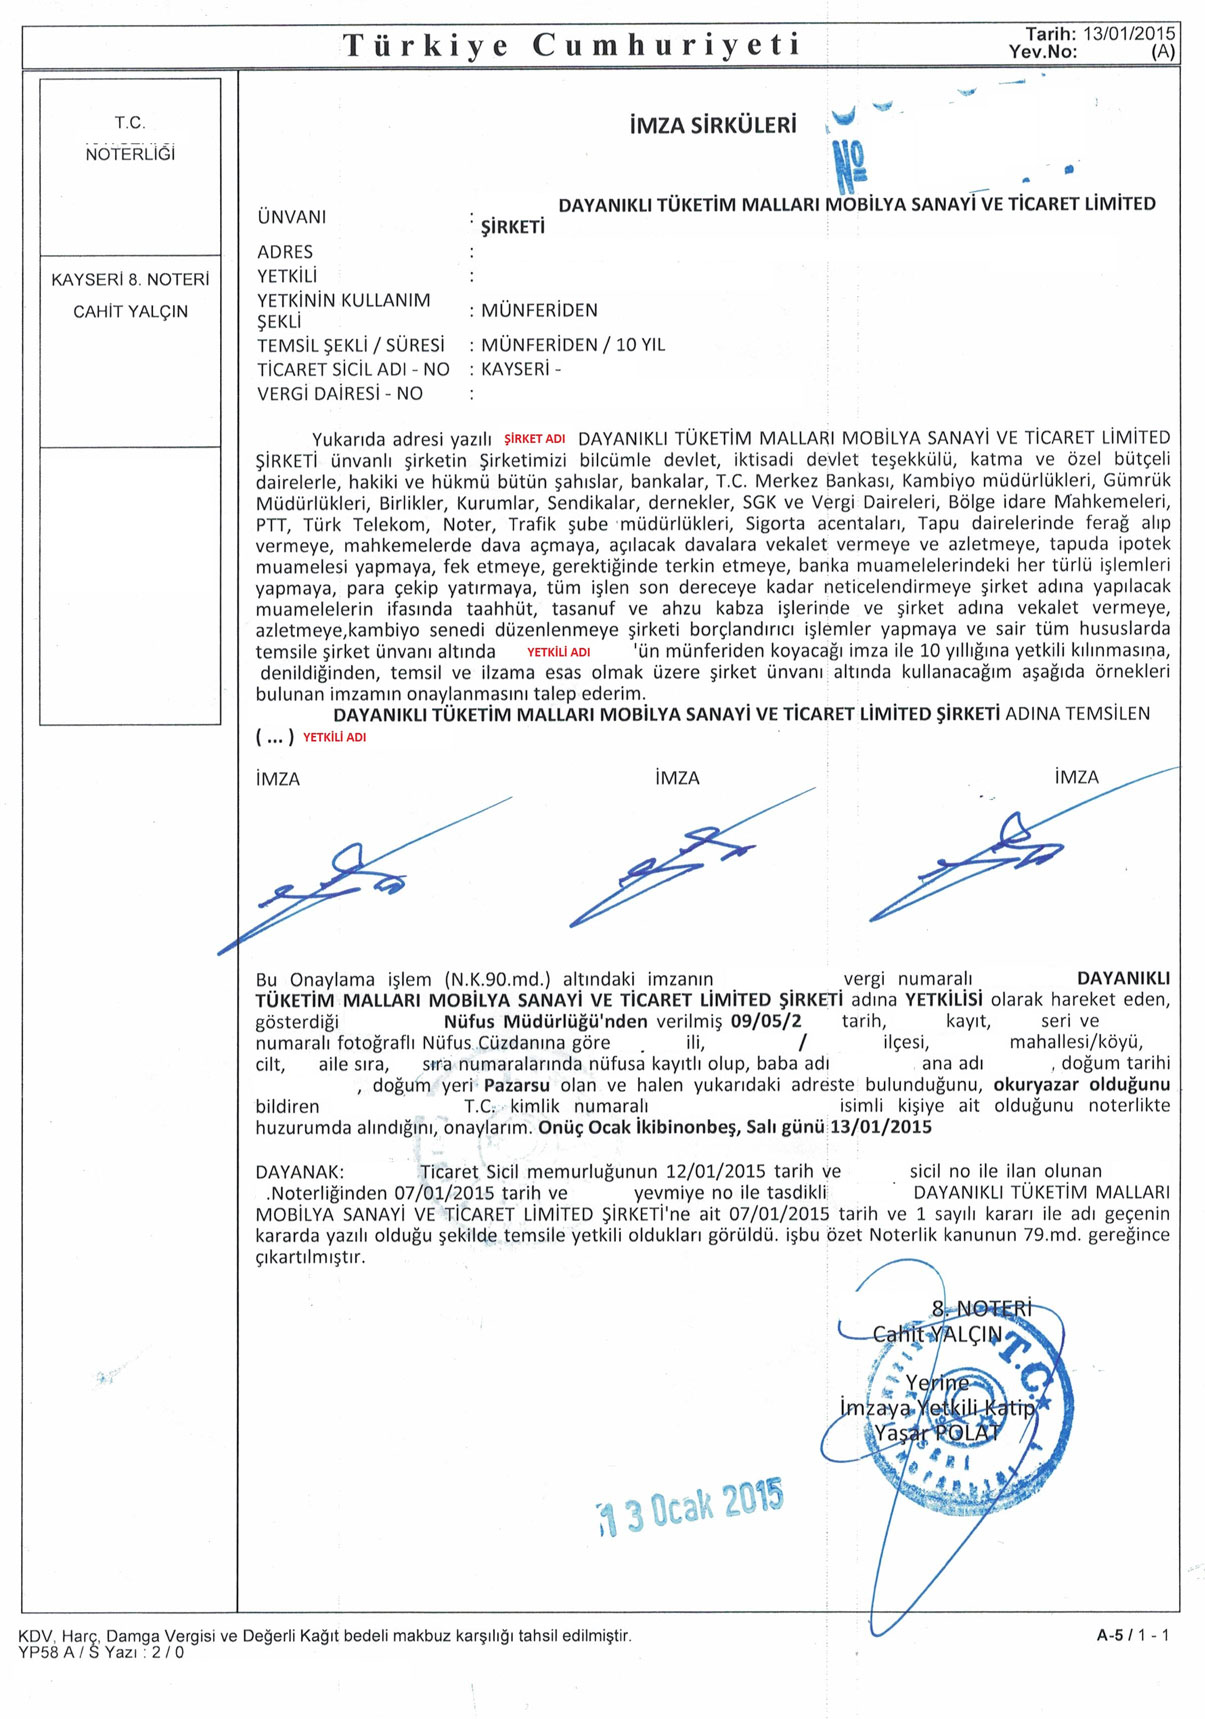 Türkiye Cumhuriyeti
Tarih: 13/01/2015
Yev.No: (A)
T.C.
NOTERLİĞİ
KAYSERİ 8. NOTERİ
CAHİT YALÇIN
İMZA SİRKÜLERİ
Nº
ÜNVANI : DAYANIKLI TÜKETİM MALLARI MOBİLYA SANAYİ VE TİCARET LİMİTED
ŞİRKETİ
ADRES :
YETKİLİ :
YETKİNİN KULLANIM
ŞEKLİ : MÜNFERİDEN
TEMSİL ŞEKLİ / SÜRESİ : MÜNFERİDEN / 10 YIL
TİCARET SİCİL ADI - NO : KAYSERİ -
VERGİ DAİRESİ - NO :
Yukarıda adresi yazılı ŞİRKET ADI DAYANIKLI TÜKETİM MALLARI MOBİLYA SANAYİ VE TİCARET LİMİTED
ŞİRKETİ ünvanlı şirketin Şirketimizi bilcümle devlet, iktisadi devlet teşekkülü, katma ve özel bütçeli
dairelerle, hakiki ve hükmü bütün şahıslar, bankalar, T.C. Merkez Bankası, Kambiyo müdürlükleri, Gümrük
Müdürlükleri, Birlikler, Kurumlar, Sendikalar, dernekler, SGK ve Vergi Daireleri, Bölge idare Mahkemeleri,
PTT, Türk Telekom, Noter, Trafik şube müdürlükleri, Sigorta acentaları, Tapu dairelerinde ferağ alıp
vermeye, mahkemelerde dava açmaya, açılacak davalara vekalet vermeye ve azletmeye, tapuda ipotek
muamelesi yapmaya, fek etmeye, gerektiğinde terkin etmeye, banka muamelelerindeki her türlü işlemleri
yapmaya, para çekip yatırmaya, tüm işlen son dereceye kadar neticelendirmeye şirket adına yapılacak
muamelelerin ifasında taahhüt, tasanuf ve ahzu kabza işlerinde ve şirket adına vekalet vermeye,
azletmeye,kambiyo senedi düzenlenmeye şirketi borçlandırıcı işlemler yapmaya ve sair tüm hususlarda
temsile şirket ünvanı altında YETKİLİ ADI 'ün münferiden koyacağı imza ile 10 yıllığına yetkili kılınmasına,
denildiğinden, temsil ve ilzama esas olmak üzere şirket ünvanı altında kullanacağım aşağıda örnekleri
bulunan imzamın onaylanmasını talep ederim.
DAYANIKLI TÜKETİM MALLARI MOBİLYA SANAYİ VE TİCARET LİMİTED ŞİRKETİ ADINA TEMSİLEN
( ... ) YETKİLİ ADI
İMZA İMZA İMZA
Bu Onaylama işlem (N.K.90.md.) altındaki imzanın vergi numaralı DAYANIKLI
TÜKETİM MALLARI MOBİLYA SANAYİ VE TİCARET LİMİTED ŞİRKETİ adına YETKİLİSİ olarak hareket eden,
gösterdiği Nüfus Müdürlüğü'nden verilmiş 09/05/2 tarih, kayıt, seri ve
numaralı fotoğraflı Nüfus Cüzdanına göre . ili, / ilçesi, mahallesi/köyü,
cilt, aile sıra, sıra numaralarında nüfusa kayıtlı olup, baba adı ana adı , doğum tarihi
, doğum yeri Pazarsu olan ve halen yukarıdaki adreste bulunduğunu, okuryazar olduğunu
bildiren T.C. kimlik numaralı isimli kişiye ait olduğunu noterlikte
huzurumda alındığını, onaylarım. Onüç Ocak İkibinonbeş, Salı günü 13/01/2015
DAYANAK: Ticaret Sicil memurluğunun 12/01/2015 tarih ve sicil no ile ilan olunan
.Noterliğinden 07/01/2015 tarih ve yevmiye no ile tasdikli DAYANIKLI TÜKETİM MALLARI
MOBİLYA SANAYİ VE TİCARET LİMİTED ŞİRKETİ'ne ait 07/01/2015 tarih ve 1 sayılı kararı ile adı geçenin
kararda yazılı olduğu şekilde temsile yetkili oldukları görüldü. işbu özet Noterlik kanunun 79.md. gereğince
çıkartılmıştır.
8. NOTERİ
Cahit YALÇIN
T.C.
Yerine
İmzaya Yetkili Katip
Yaşar POLAT
13 Ocak 2015
KDV, Harç, Damga Vergisi ve Değerli Kağıt bedeli makbuz karşılığı tahsil edilmiştir.
YP58 A / S Yazı : 2 / 0
A-5 / 1 - 1